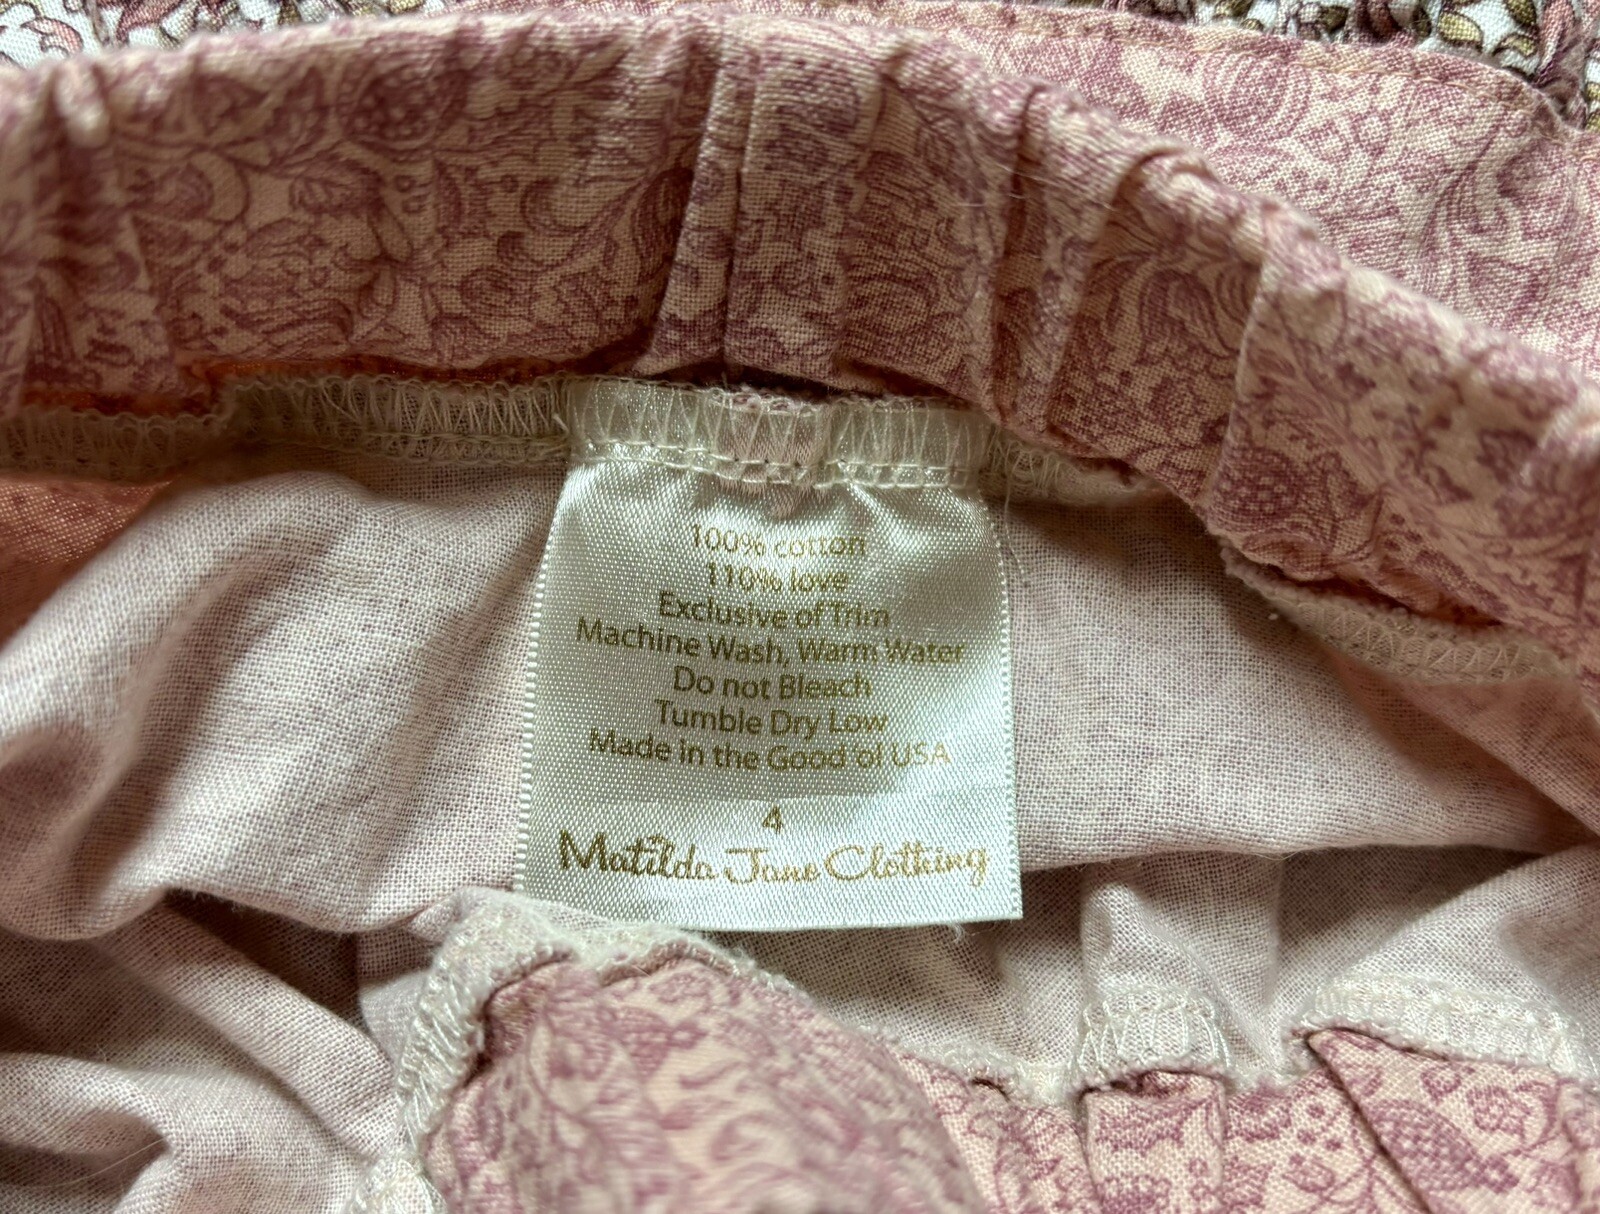 100% cotton
110% love
Exclusive of Trim
Machine Wash, Warm Water
Do not Bleach
Tumble Dry Low
Made in the Good ol USA
4
Matilda Jane Clothing